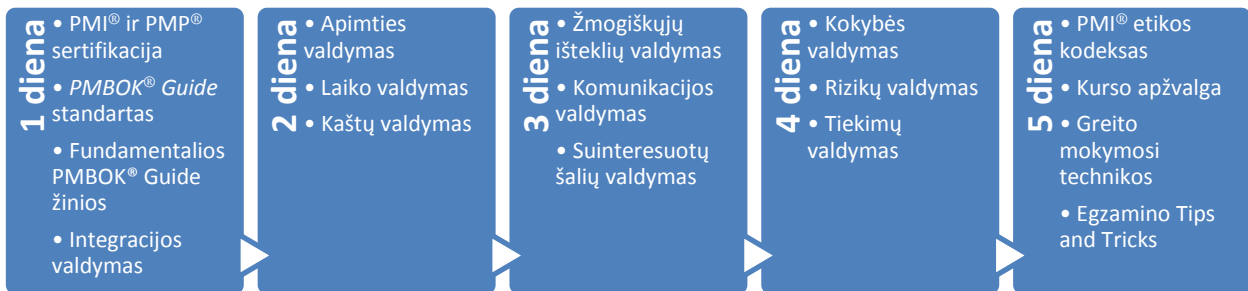 1 diena
• PMI® ir PMP®
sertifikacija
• PMBOK® Guide
standartas
• Fundamentalios
PMBOK® Guide
žinios
• Integracijos
valdymas
2 diena
• Apimties
valdymas
• Laiko valdymas
• Kaštų valdymas
3 diena
• Žmogiškųjų
išteklių valdymas
• Komunikacijos
valdymas
• Suinteresuotų
šalių valdymas
4 diena
• Kokybės
valdymas
• Rizikų valdymas
• Tiekimų
valdymas
5 diena
• PMI® etikos
kodeksas
• Kurso apžvalga
• Greito
mokymosi
technikos
• Egzamino Tips
and Tricks